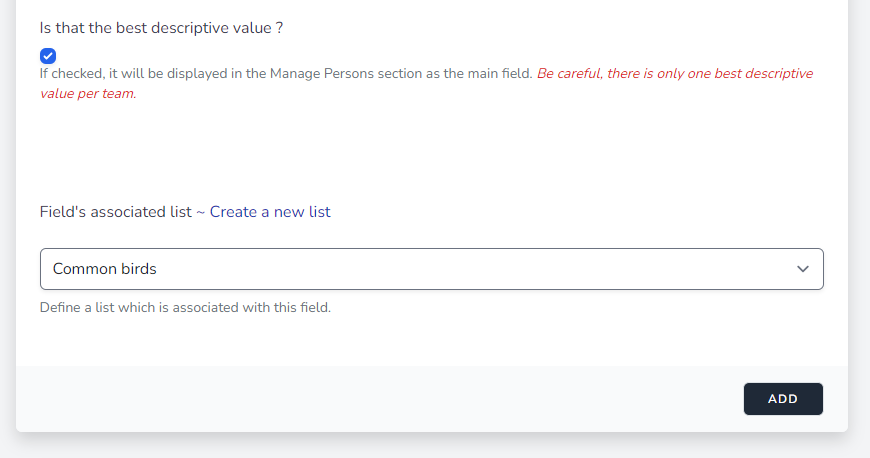 Is that the best descriptive value ?
If checked, it will be displayed in the Manage Persons section as the main field. Be careful, there is only one best descriptive
value per team.
Field's associated list ~ Create a new list
Common birds
Define a list which is associated with this field.
ADD